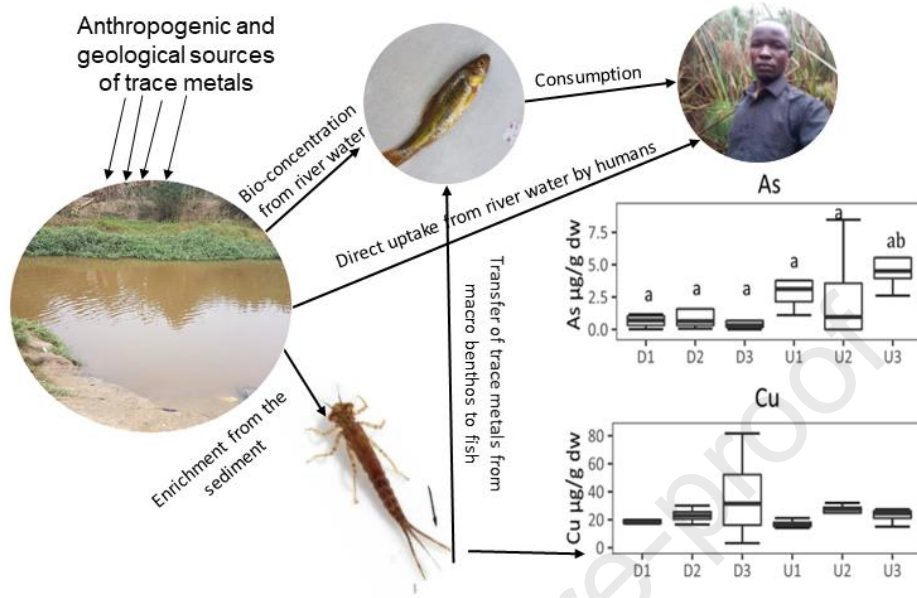 Anthropogenic and
geological sources
of trace metals
Bio-concentration
from river water
Consumption
Direct uptake from river water by humans
Enrichment from the
sediment
Transfer of trace metals from
macro benthos to fish
As
As µg/g dw
7.5
5.0
2.5
0.0
a
a
a
a
a
ab
D1
D2
D3
U1
U2
U3
Cu
Cu µg/g dw
80
60
40
20
0
D1
D2
D3
U1
U2
U3
re-proof